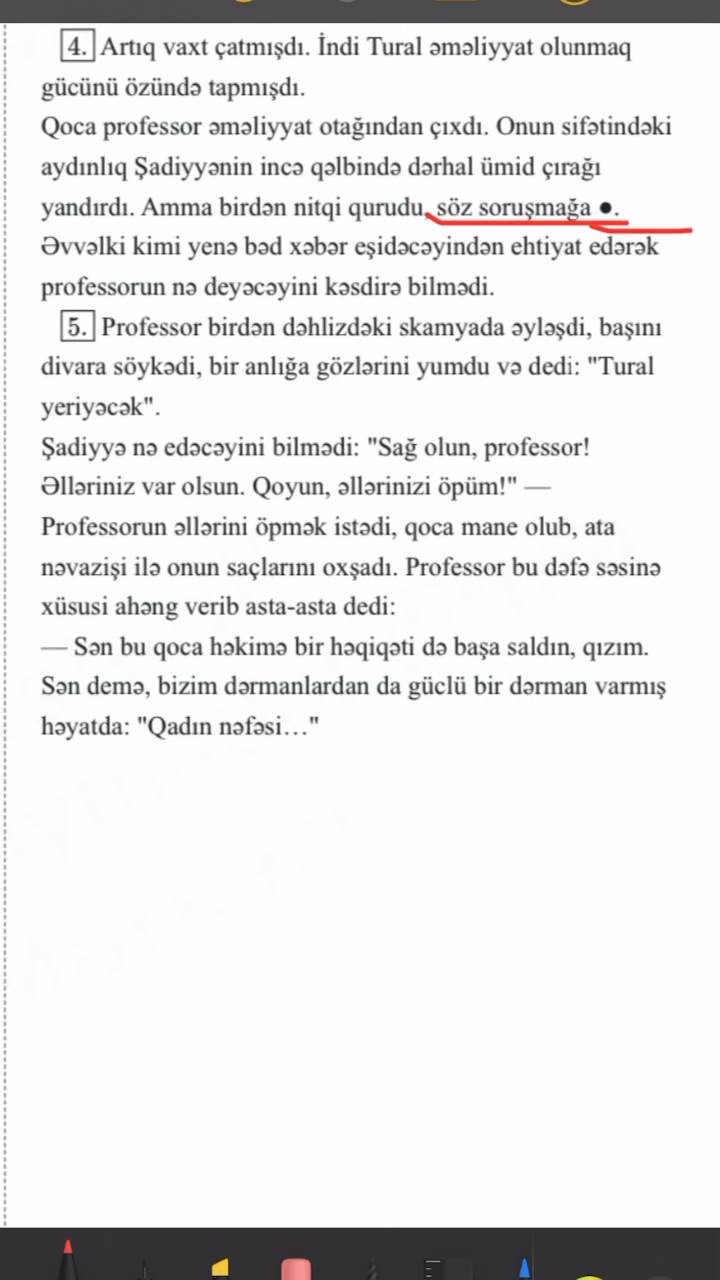 4. Artıq vaxt çatmışdı. İndi Tural əməliyyat olunmaq
gücünü özündə tapmışdı.
Qoca professor əməliyyat otağından çıxdı. Onun sifətindəki
aydınlıq Şadiyyənin incə qəlbində dərhal ümid çırağı
yandırdı. Amma birdən nitqi qurudu, söz soruşmağa ●.
Əvvəlki kimi yenə bəd xəbər eşidəcəyindən ehtiyat edərək
professorun nə deyəcəyini kəsdirə bilmədi.
5. Professor birdən dəhlizdəki skamyada əyləşdi, başını
divara söykədi, bir anlığa gözlərini yumdu və dedi: "Tural
yeriyəcək".
Şadiyyə nə edəcəyini bilmədi: "Sağ olun, professor!
Əlləriniz var olsun. Qoyun, əllərinizi öpüm!" —
Professorun əllərini öpmək istədi, qoca mane olub, ata
nəvazişi ilə onun saçlarını oxşadı. Professor bu dəfə səsinə
xüsusi ahəng verib asta-asta dedi:
— Sən bu qoca həkimə bir həqiqəti də başa saldın, qızım.
Sən demə, bizim dərmanlardan da güclü bir dərman varmış
həyatda: "Qadın nəfəsi…"